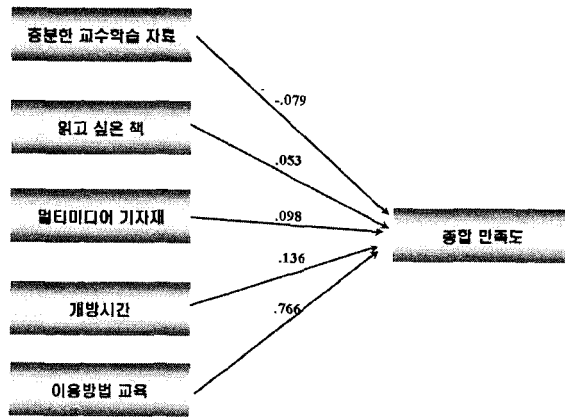 충분한 교수학습 자료
-.079
읽고 싶은 책
.053
멀티미디어 기자재
.098
종합 만족도
.136
개방시간
.766
이용방법 교육